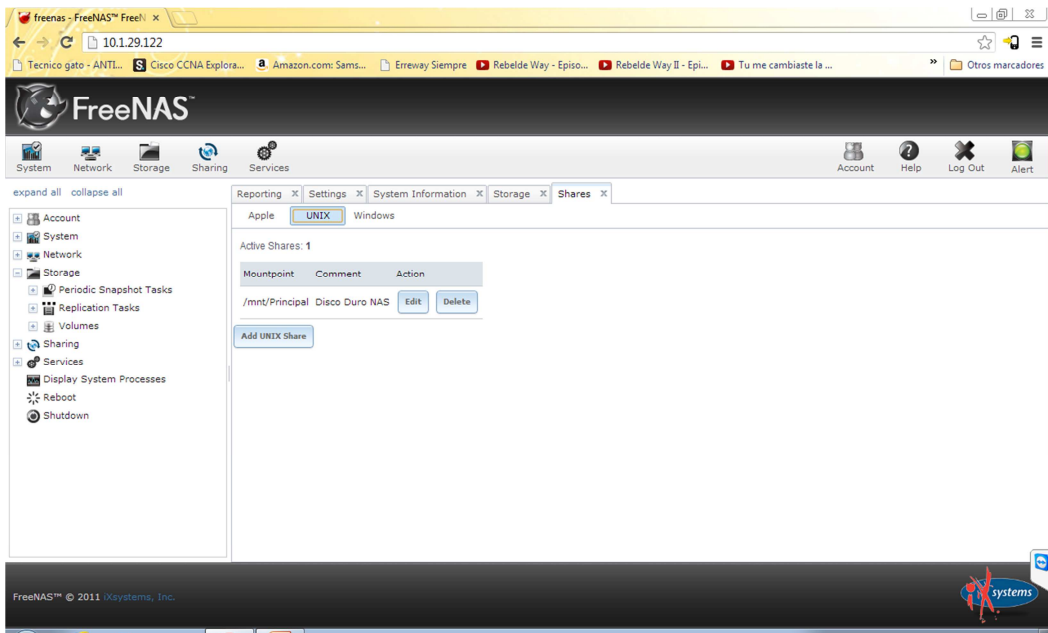 freenas - FreeNAS™ FreeN
10.1.29.122
Tecnico gato - ANTI... Cisco CCNA Explora... Amazon.com: Sams... Erreway Siempre Rebelde Way - Episo... Rebelde Way II - Epi... Tu me cambiaste la ... » Otros marcadores
FreeNAS™
System Network Storage Sharing Services Account Help Log Out Alert
expand all collapse all
Reporting Settings System Information Storage Shares
Apple UNIX Windows
Active Shares: 1
Mountpoint Comment Action
/mnt/Principal Disco Duro NAS Edit Delete
Add UNIX Share
Account
System
Network
Storage
Periodic Snapshot Tasks
Replication Tasks
Volumes
Sharing
Services
Display System Processes
Reboot
Shutdown
FreeNAS™ © 2011 iXsystems, Inc.
iXsystems